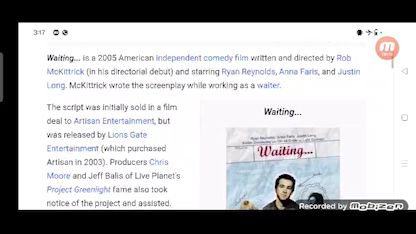 3:17
Waiting... is a 2005 American independent comedy film written and directed by Rob
McKittrick (in his directorial debut) and starring Ryan Reynolds, Anna Faris, and Justin
Long. McKittrick wrote the screenplay while working as a waiter.
The script was initially sold in a film
deal to Artisan Entertainment, but
was released by Lions Gate
Entertainment (which purchased
Artisan in 2003). Producers Chris
Moore and Jeff Balis of Live Planet's
Project Greenlight fame also took
notice of the project and assisted.
Waiting...
Waiting...
Recorded by mobizen